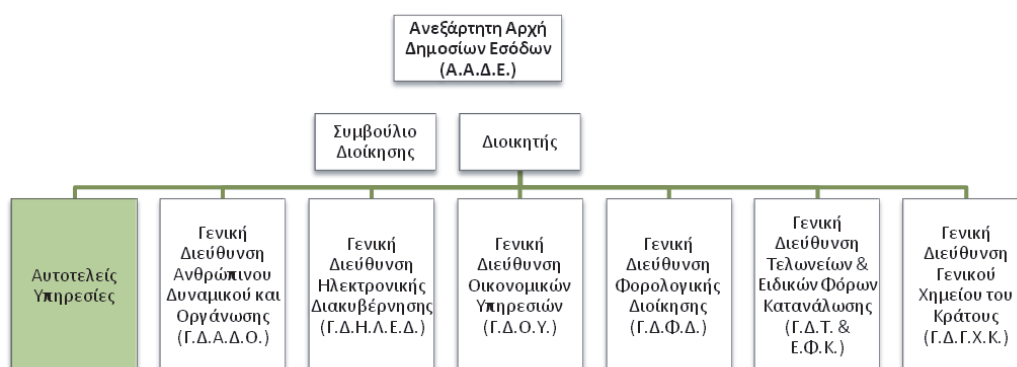 Ανεξάρτητη Αρχή
Δημοσίων Εσόδων
(Α.Α.Δ.Ε.)
Συμβούλιο
Διοίκησης
Διοικητής
Αυτοτελείς
Υπηρεσίες
Γενική
Διεύθυνση
Ανθρώπινου
Δυναμικού και
Οργάνωσης
(Γ.Δ.Α.Δ.Ο.)
Γενική
Διεύθυνση
Ηλεκτρονικής
Διακυβέρνησης
(Γ.Δ.Η.Λ.Ε.Δ.)
Γενική
Διεύθυνση
Οικονομικών
Υπηρεσιών
(Γ.Δ.Ο.Υ.)
Γενική
Διεύθυνση
Φορολογικής
Διοίκησης
(Γ.Δ.Φ.Δ.)
Γενική
Διεύθυνση
Τελωνείων &
Ειδικών Φόρων
Κατανάλωσης
(Γ.Δ.Τ. &
Ε.Φ.Κ.)
Γενική
Διεύθυνση
Γενικού
Χημείου του
Κράτους
(Γ.Δ.Γ.Χ.Κ.)